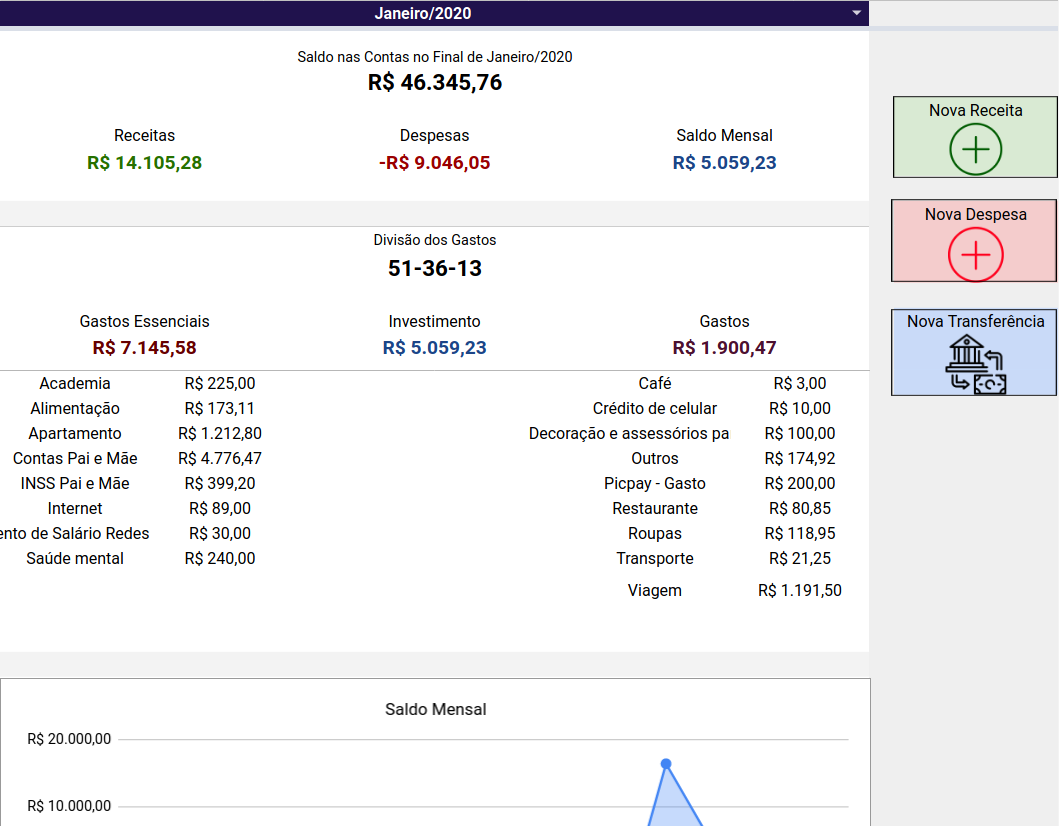 Janeiro/2020
Saldo nas Contas no Final de Janeiro/2020
R$ 46.345,76
Receitas Despesas Saldo Mensal
R$ 14.105,28 -R$ 9.046,05 R$ 5.059,23
Divisão dos Gastos
51-36-13
Gastos Essenciais Investimento Gastos
R$ 7.145,58 R$ 5.059,23 R$ 1.900,47
Academia R$ 225,00 Café R$ 3,00
Alimentação R$ 173,11 Crédito de celular R$ 10,00
Apartamento R$ 1.212,80 Decoração e assessórios pa R$ 100,00
Contas Pai e Mãe R$ 4.776,47 Outros R$ 174,92
INSS Pai e Mãe R$ 399,20 Picpay - Gasto R$ 200,00
Internet R$ 89,00 Restaurante R$ 80,85
ento de Salário Redes R$ 30,00 Roupas R$ 118,95
Saúde mental R$ 240,00 Transporte R$ 21,25
Viagem R$ 1.191,50
Saldo Mensal
R$ 20.000,00
R$ 10.000,00
Nova Receita
Nova Despesa
Nova Transferência